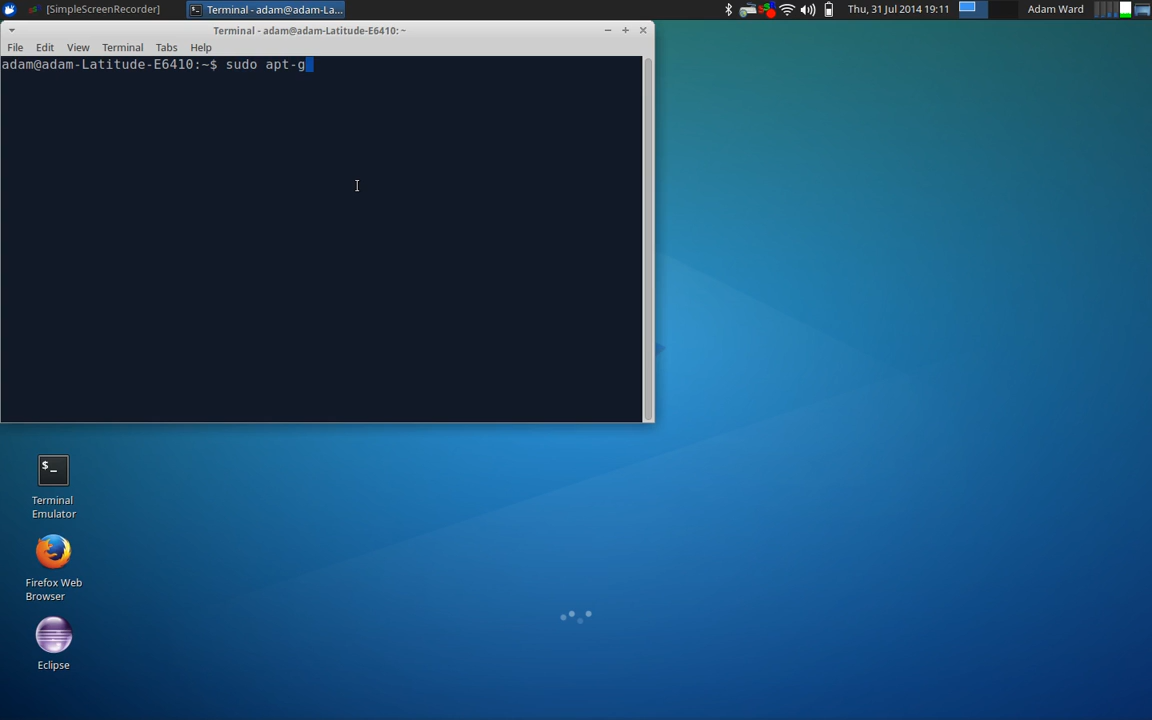 [SimpleScreenRecorder]
Terminal - adam@adam-La...
Thu, 31 Jul 2014 19:11
Adam Ward
Terminal - adam@adam-Latitude-E6410: ~
File Edit View Terminal Tabs Help
adam@adam-Latitude-E6410:~$ sudo apt-g
$_
Terminal
Emulator
Firefox Web
Browser
Eclipse